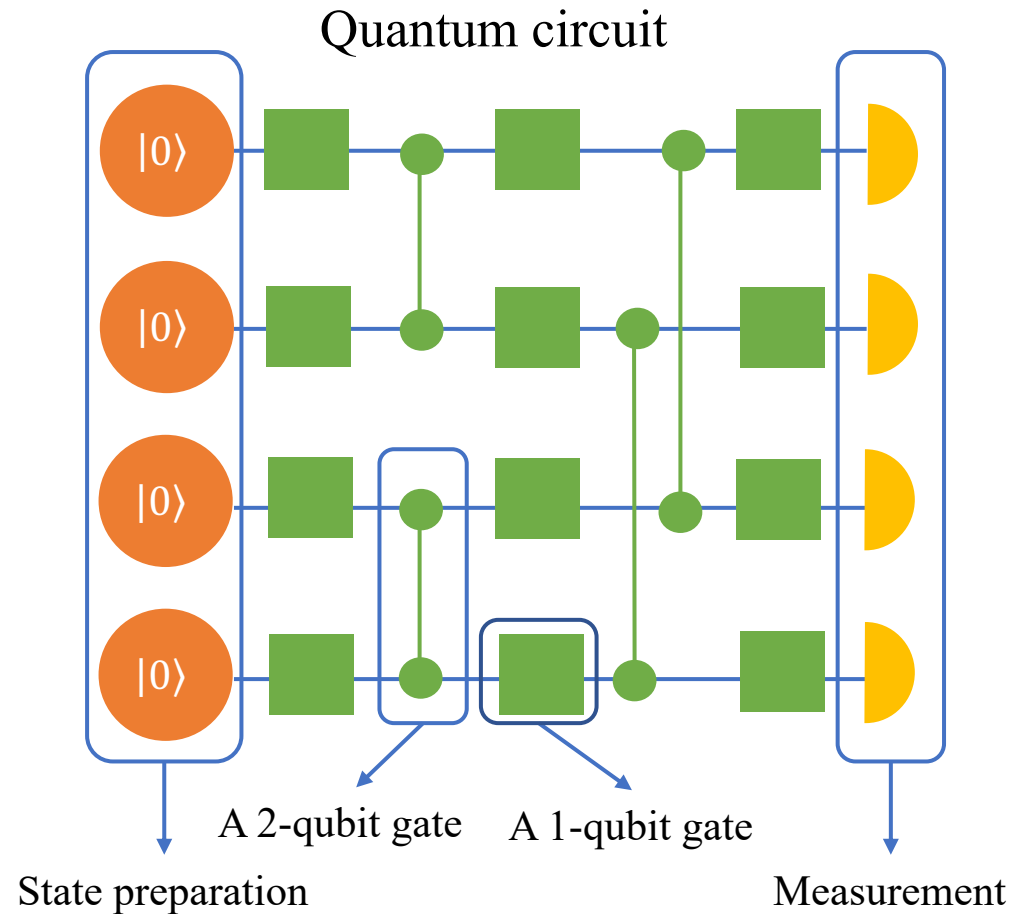 Quantum circuit
|0⟩
|0⟩
|0⟩
|0⟩
A 2-qubit gate
A 1-qubit gate
State preparation
Measurement